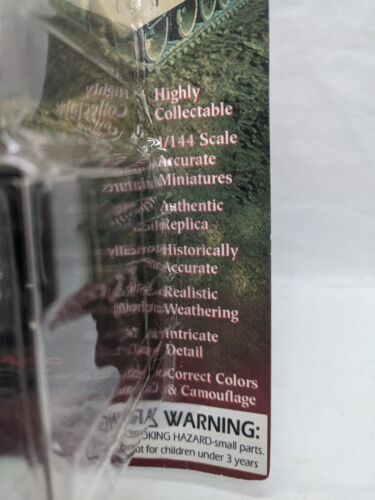 Highly
Collectable
1/144 Scale
Accurate
Miniatures
Authentic
Replica
Historically
Accurate
Realistic
Weathering
Intricate
Detail
Correct Colors
& Camouflage
WARNING:
CHOKING HAZARD-small parts.
not for children under 3 years